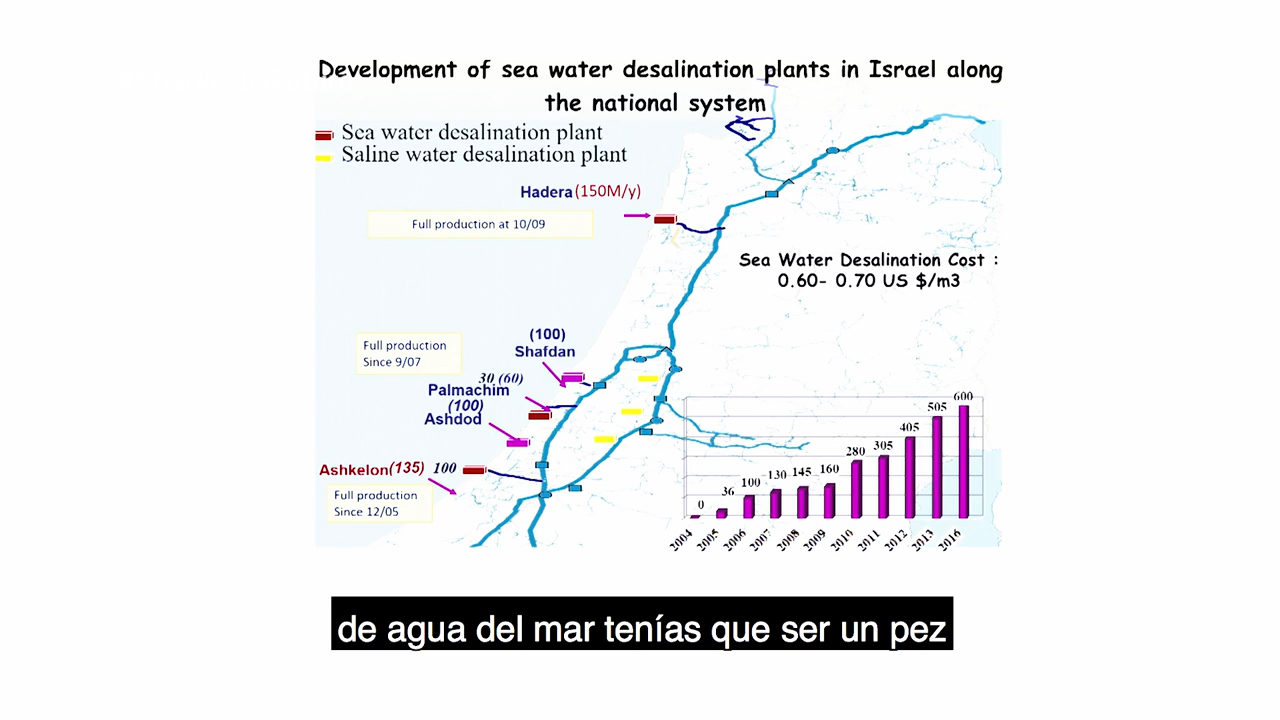 Development of sea water desalination plants in Israel along
the national system
Sea water desalination plant
Saline water desalination plant
Hadera (150M/y)
Full production at 10/09
Sea Water Desalination Cost :
0.60- 0.70 US $/m3
(100)
Shafdan
Full production
Since 9/07
30 (60)
Palmachim
(100)
Ashdod
Ashkelon (135) 100
Full production
Since 12/05
0 36 100 130 145 160 280 305 405 505 600
2004 2005 2006 2007 2008 2009 2010 2011 2012 2013 2016
de agua del mar tenías que ser un pez